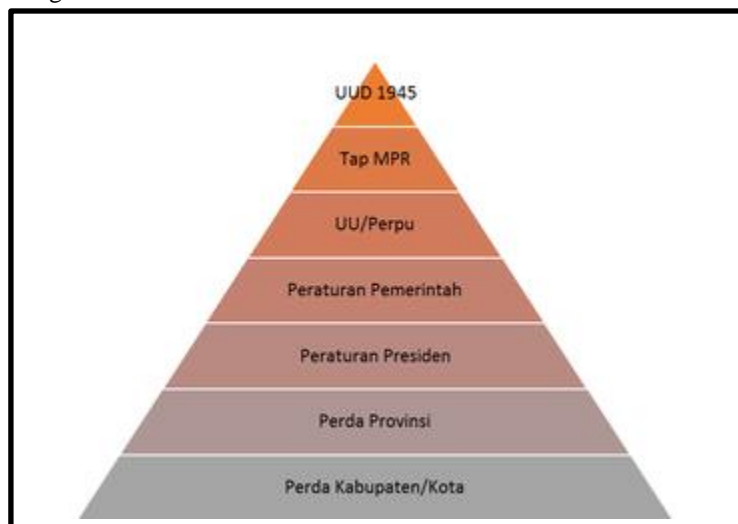 UUD 1945
Tap MPR
UU/Perpu
Peraturan Pemerintah
Peraturan Presiden
Perda Provinsi
Perda Kabupaten/Kota